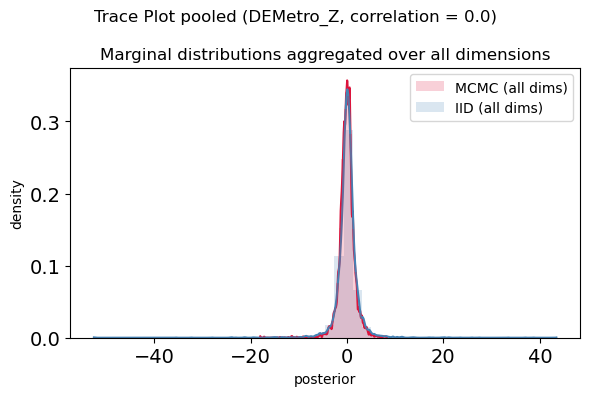 Trace Plot pooled (DEMetro_Z, correlation = 0.0)
Marginal distributions aggregated over all dimensions
MCMC (all dims)
IID (all dims)
density
0.3
0.2
0.1
0.0
−40
−20
0
20
40
posterior